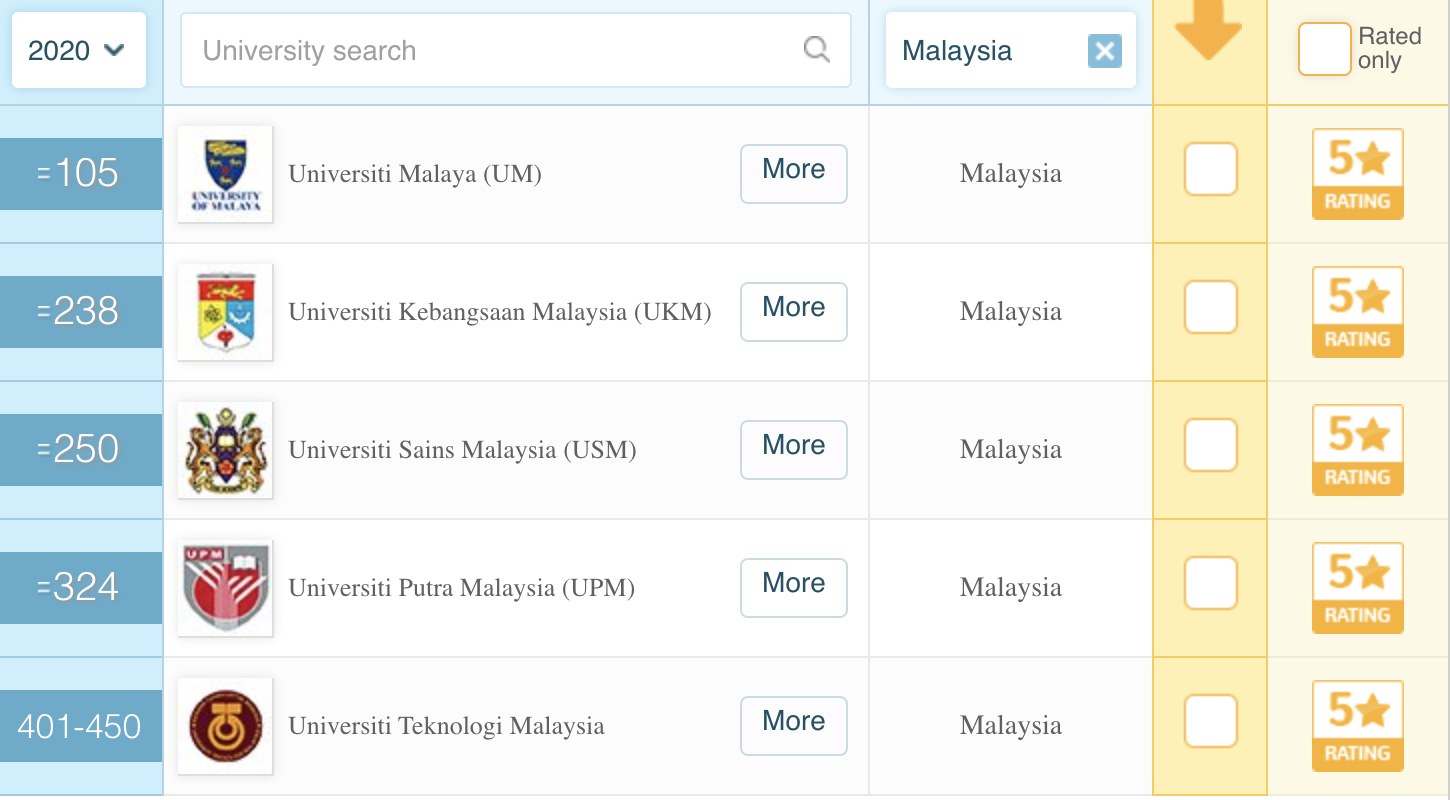 2020
University search
Malaysia
Rated
only
=105
UNIVERSITY
OF MALAYA
Universiti Malaya (UM)
More
Malaysia
5
RATING
=238
Universiti Kebangsaan Malaysia (UKM)
More
Malaysia
5
RATING
=250
Universiti Sains Malaysia (USM)
More
Malaysia
5
RATING
=324
UPM
Universiti Putra Malaysia (UPM)
More
Malaysia
5
RATING
401-450
Universiti Teknologi Malaysia
More
Malaysia
5
RATING